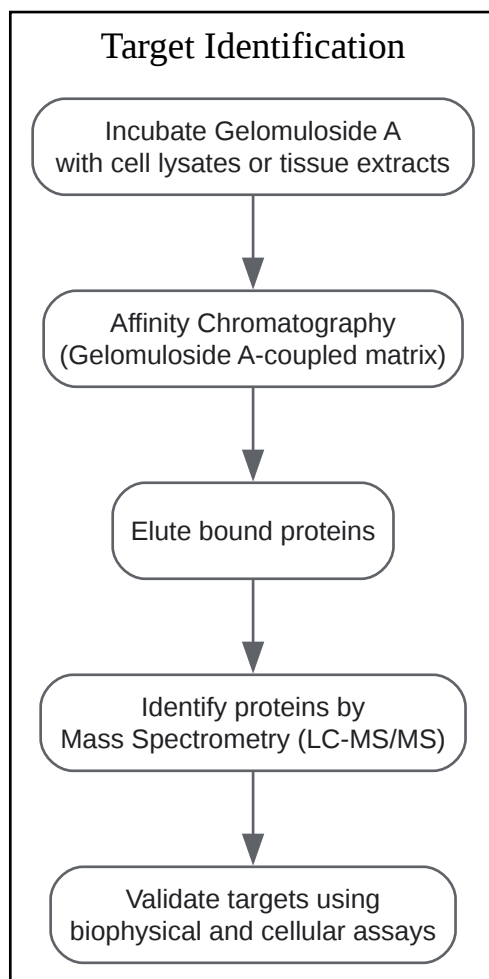 Target Identification
Incubate Gelomuloside A
with cell lysates or tissue extracts
Affinity Chromatography
(Gelomuloside A-coupled matrix)
Elute bound proteins
Identify proteins by
Mass Spectrometry (LC-MS/MS)
Validate targets using
biophysical and cellular assays